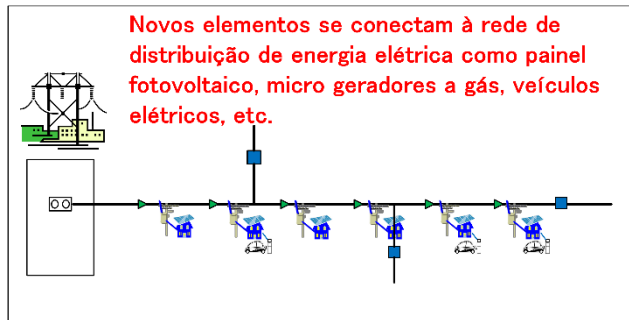 Novos elementos se conectam à rede de
distribuição de energia elétrica como painel
fotovoltaico, micro geradores a gás, veículos
elétricos, etc.